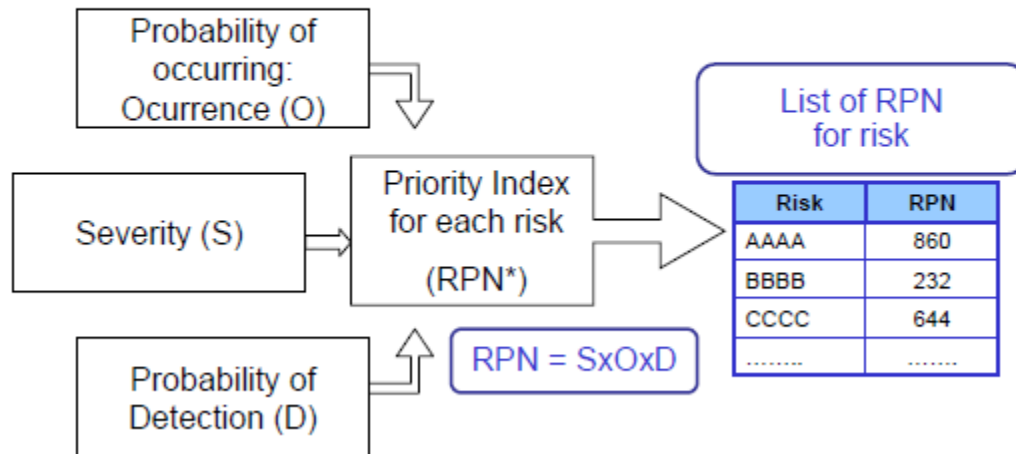 Probability of
occurring:
Ocurrence (O)
Severity (S)
Probability of
Detection (D)
Priority Index
for each risk
(RPN*)
RPN = SxOxD
List of RPN
for risk
Risk RPN
AAAA 860
BBBB 232
CCCC 644
........ .......